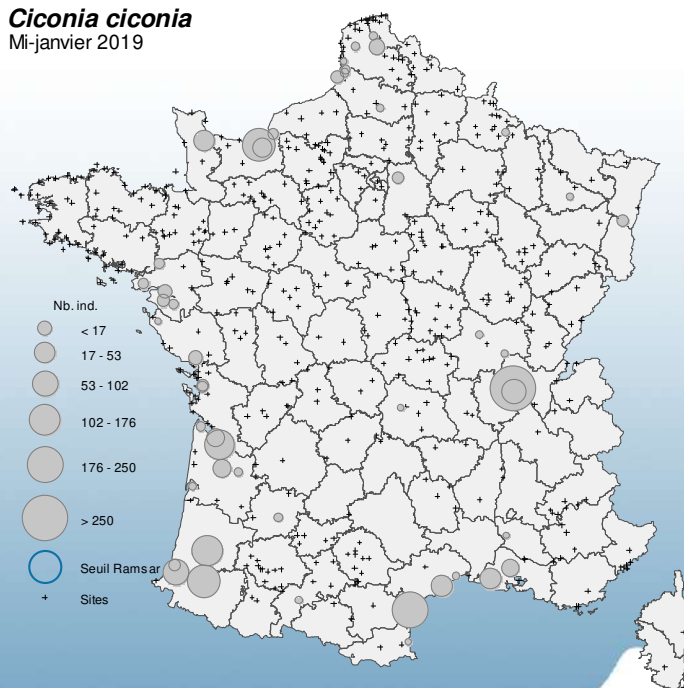 Ciconia ciconia
Mi-janvier 2019
Nb. ind.
< 17
17 - 53
53 - 102
102 - 176
176 - 250
> 250
Seuil Ramsar
Sites